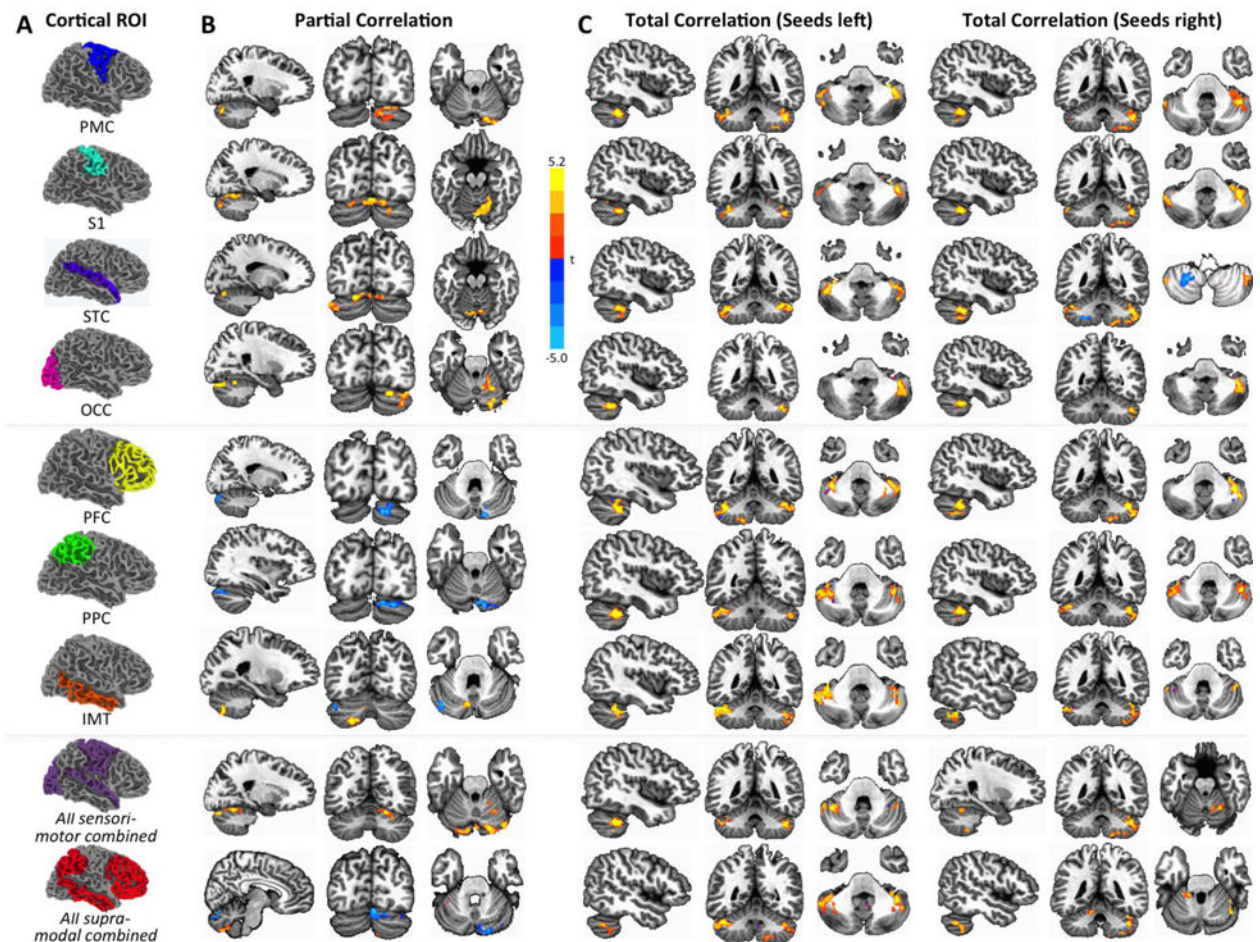 A Cortical ROI
B Partial Correlation
C Total Correlation (Seeds left)
Total Correlation (Seeds right)
PMC
S1
STC
OCC
5.2
t
-5.0
PFC
PPC
IMT
All sensori-
motor combined
All supra-
modal combined